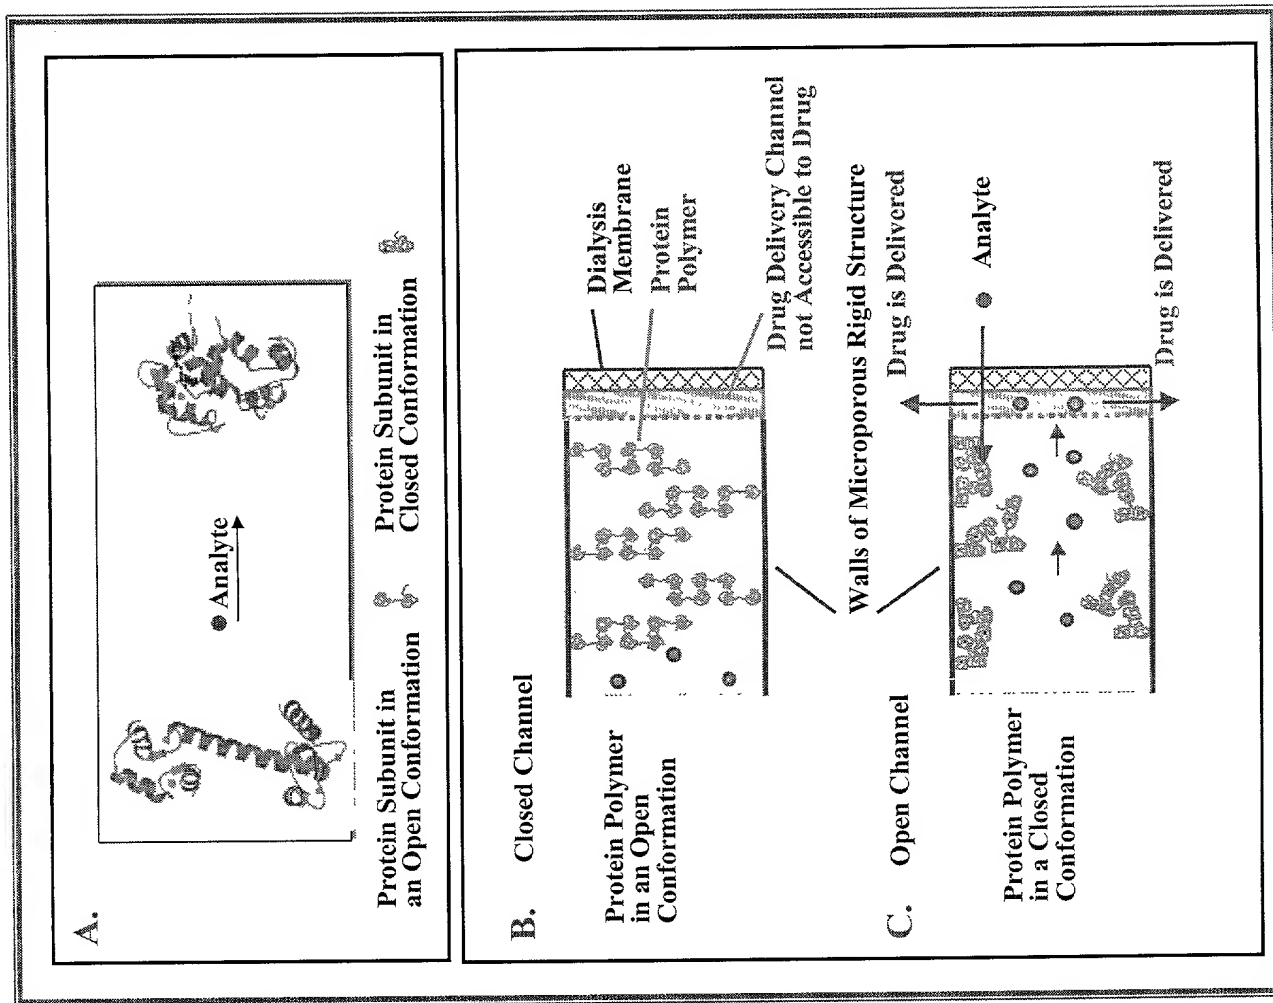 A.
Analyte
Protein Subunit in
an Open Conformation
Protein Subunit in
Closed Conformation
B.
Closed Channel
Protein Polymer
in an Open
Conformation
Dialysis
Membrane
Protein
Polymer
Drug Delivery Channel
not Accessible to Drug
Walls of Microporous Rigid Structure
C.
Open Channel
Protein Polymer
in a Closed
Conformation
Drug is Delivered
Analyte
Drug is Delivered